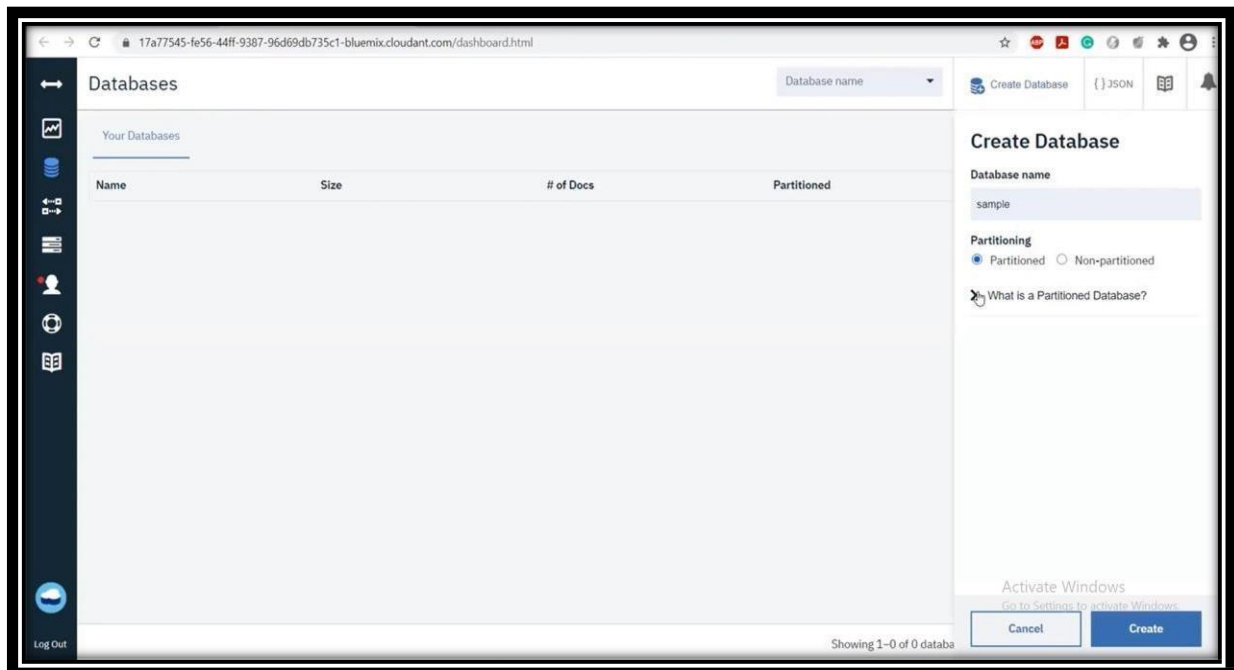 17a77545-fe56-44ff-9387-96d69db735c1-bluemix.cloudant.com/dashboard.html
ABP
Databases
Database name
Create Database
{ } JSON
Your Databases
Name Size # of Docs Partitioned
Create Database
Database name
sample
Partitioning
Partitioned Non-partitioned
What is a Partitioned Database?
Activate Windows
Go to Settings to activate Windows.
Cancel Create
Log Out
Showing 1–0 of 0 databa